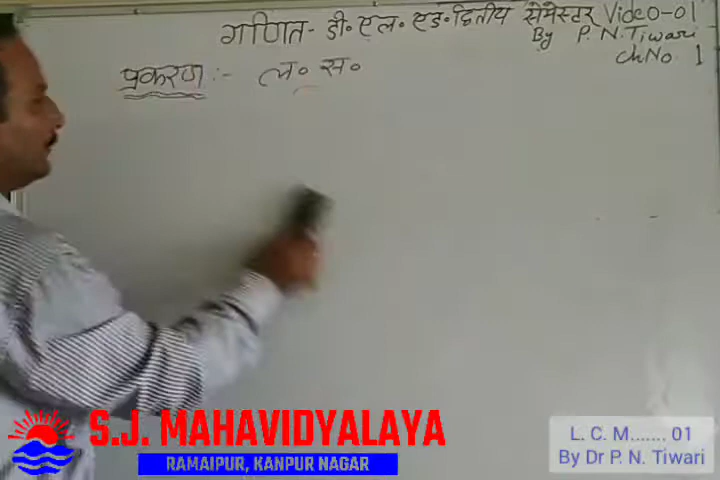 गणित- डी॰ एल॰ एड॰ द्वितीय सेमेस्टर Video-01
By P. N. Tiwari
Ch No 1
प्रकरण :- ल॰ स॰
S.J. MAHAVIDYALAYA
RAMAIPUR, KANPUR NAGAR
L. C. M....... 01
By Dr P. N. Tiwari